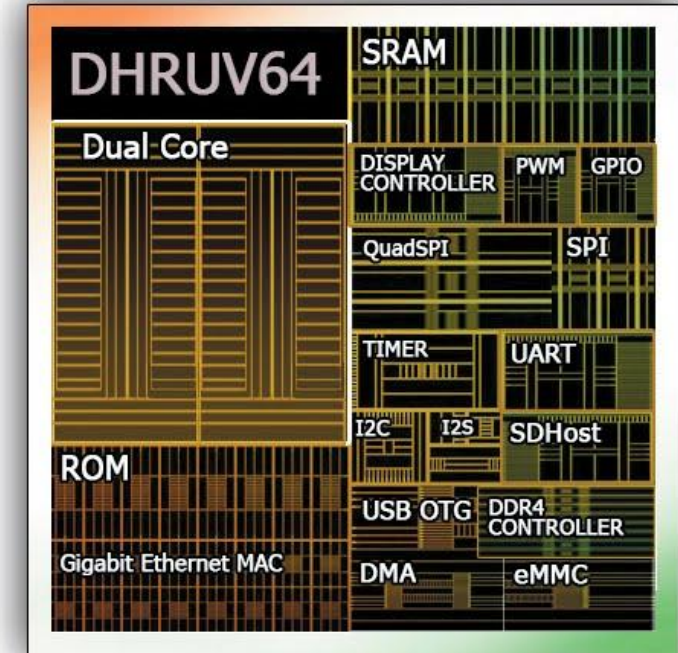 DHRUV64
SRAM
Dual Core
DISPLAY
CONTROLLER
PWM
GPIO
QuadSPI
SPI
TIMER
UART
I2C
I2S
SDHost
ROM
USB OTG
DDR4
CONTROLLER
Gigabit Ethernet MAC
DMA
eMMC